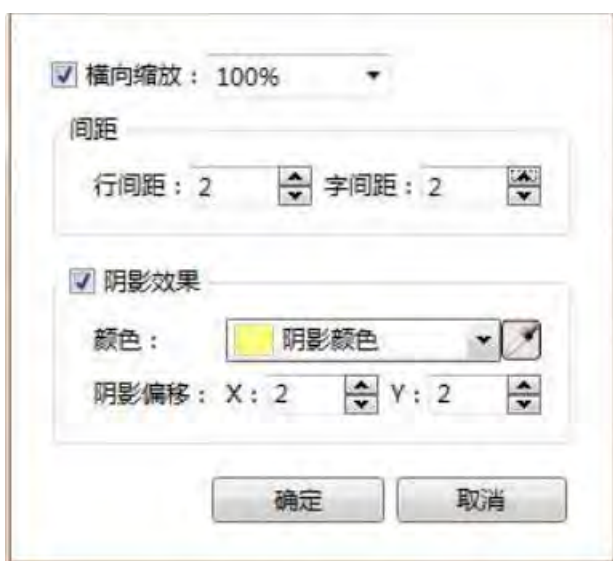 横向缩放：100%
间距
行间距：2 字间距：2
阴影效果
颜色： 阴影颜色
阴影偏移：X：2 Y：2
确定 取消